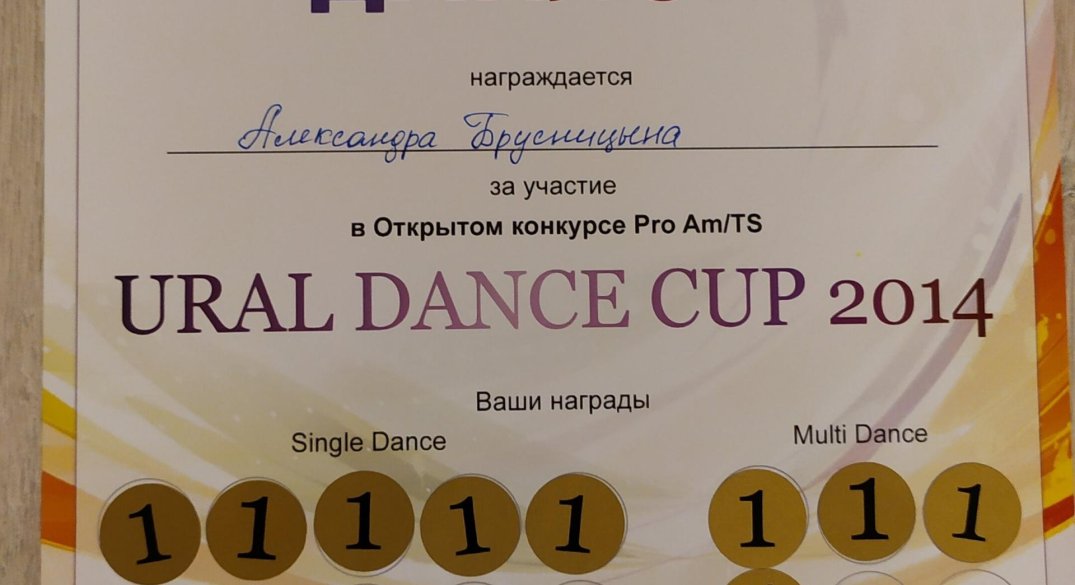 награждается
Александра Брусницына
за участие
в Открытом конкурсе Pro Am/TS
URAL DANCE CUP 2014
Ваши награды
Single Dance
Multi Dance
1 1 1 1 1
1 1 1